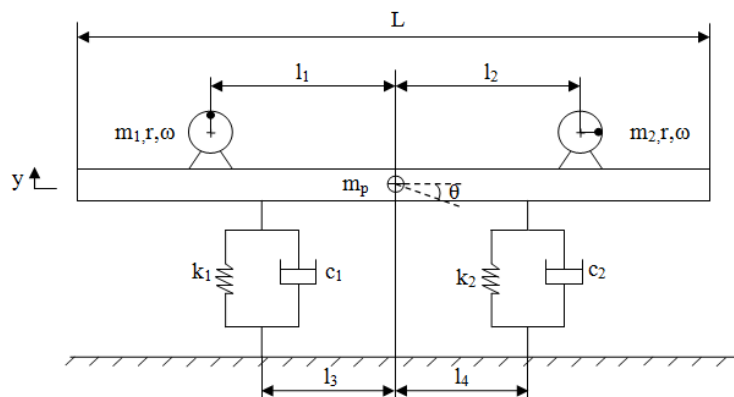 L
l₁ l₂
m₁,r,ω m₂,r,ω
y mₚ θ
k₁ c₁ k₂ c₂
l₃ l₄